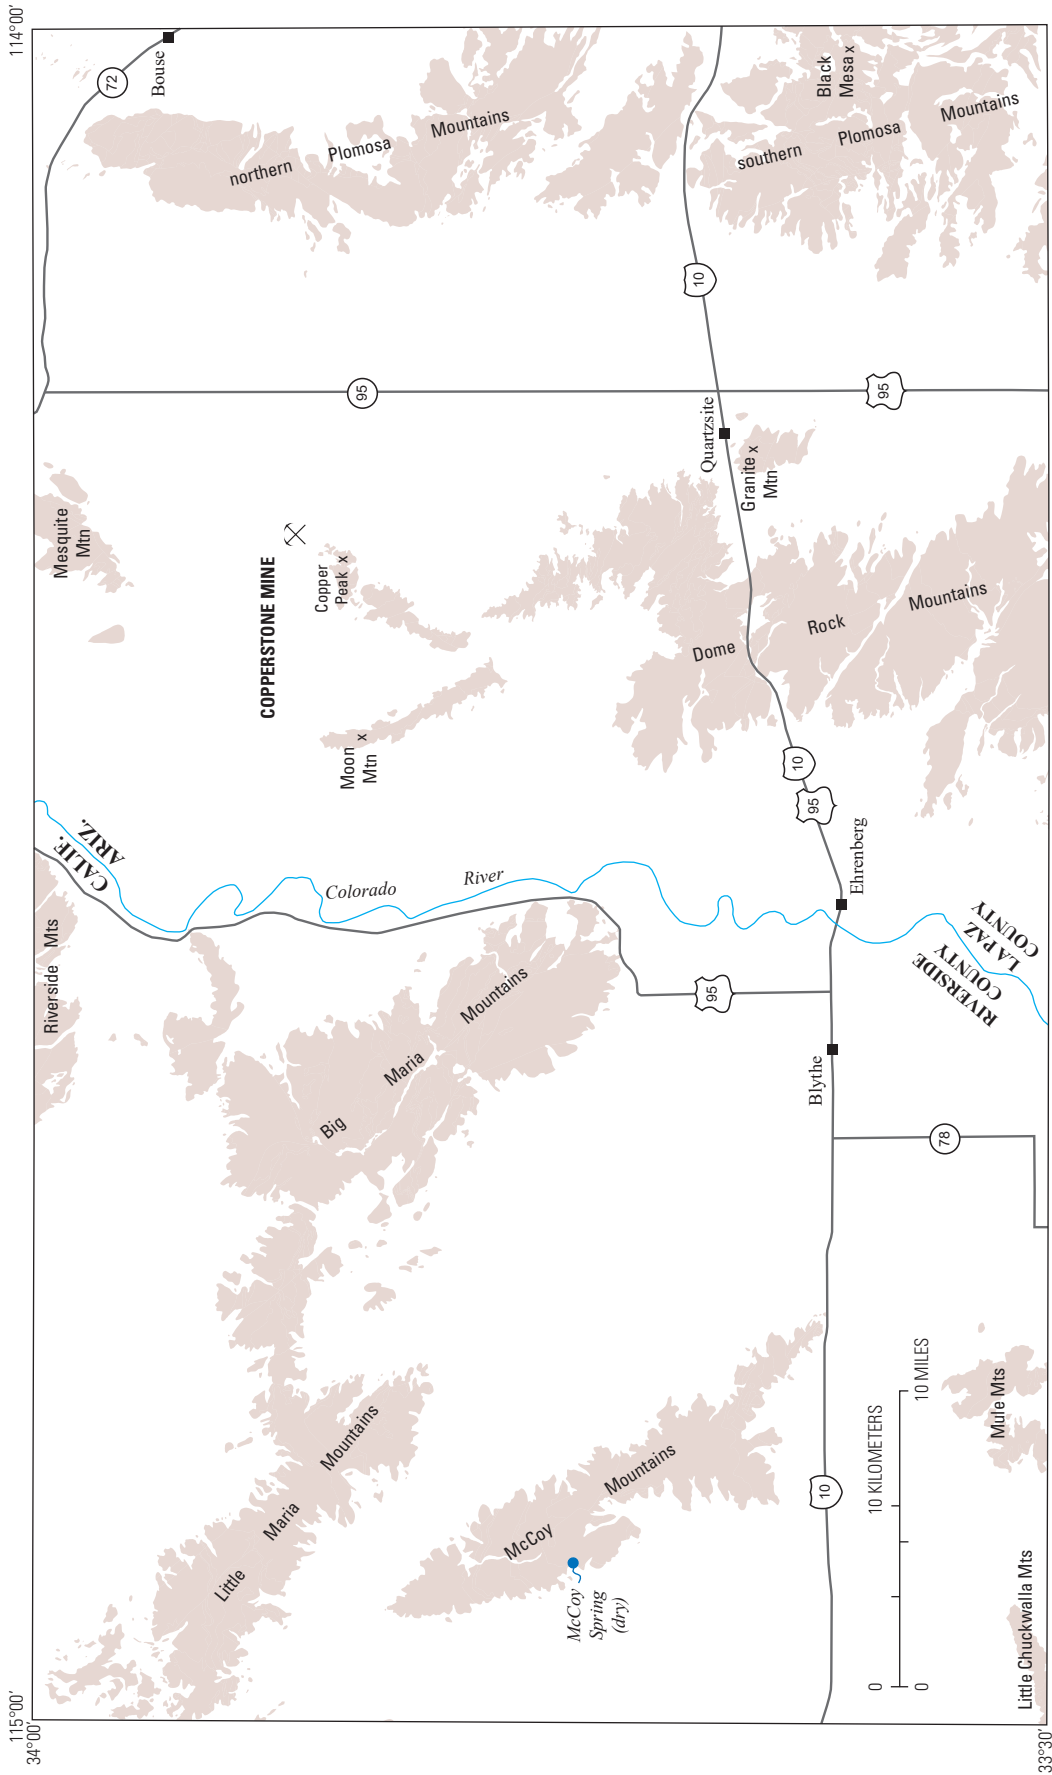 115°00'
34°00'
114°00'
Riverside Mts
CALIF.
ARIZ.
Mesquite
Mtn
72
Bouse
Little
Maria
Mountains
Big
Maria
Mountains
Colorado
River
COPPERSTONE MINE
Moon
Mtn
Copper
Peak x
x
95
northern
Plomosa
Mountains
McCoy
Mountains
McCoy
Spring
(dry)
95
Dome
Rock
Mountains
Quartzsite
Granite x
Mtn
10
southern
Plomosa
Mountains
Black
Mesa x
10
95
95
10
Blythe
Ehrenberg
78
RIVERSIDE
COUNTY
LA PAZ
COUNTY
0
10 KILOMETERS
0
10 MILES
Mule Mts
Little Chuckwalla Mts
33°30'